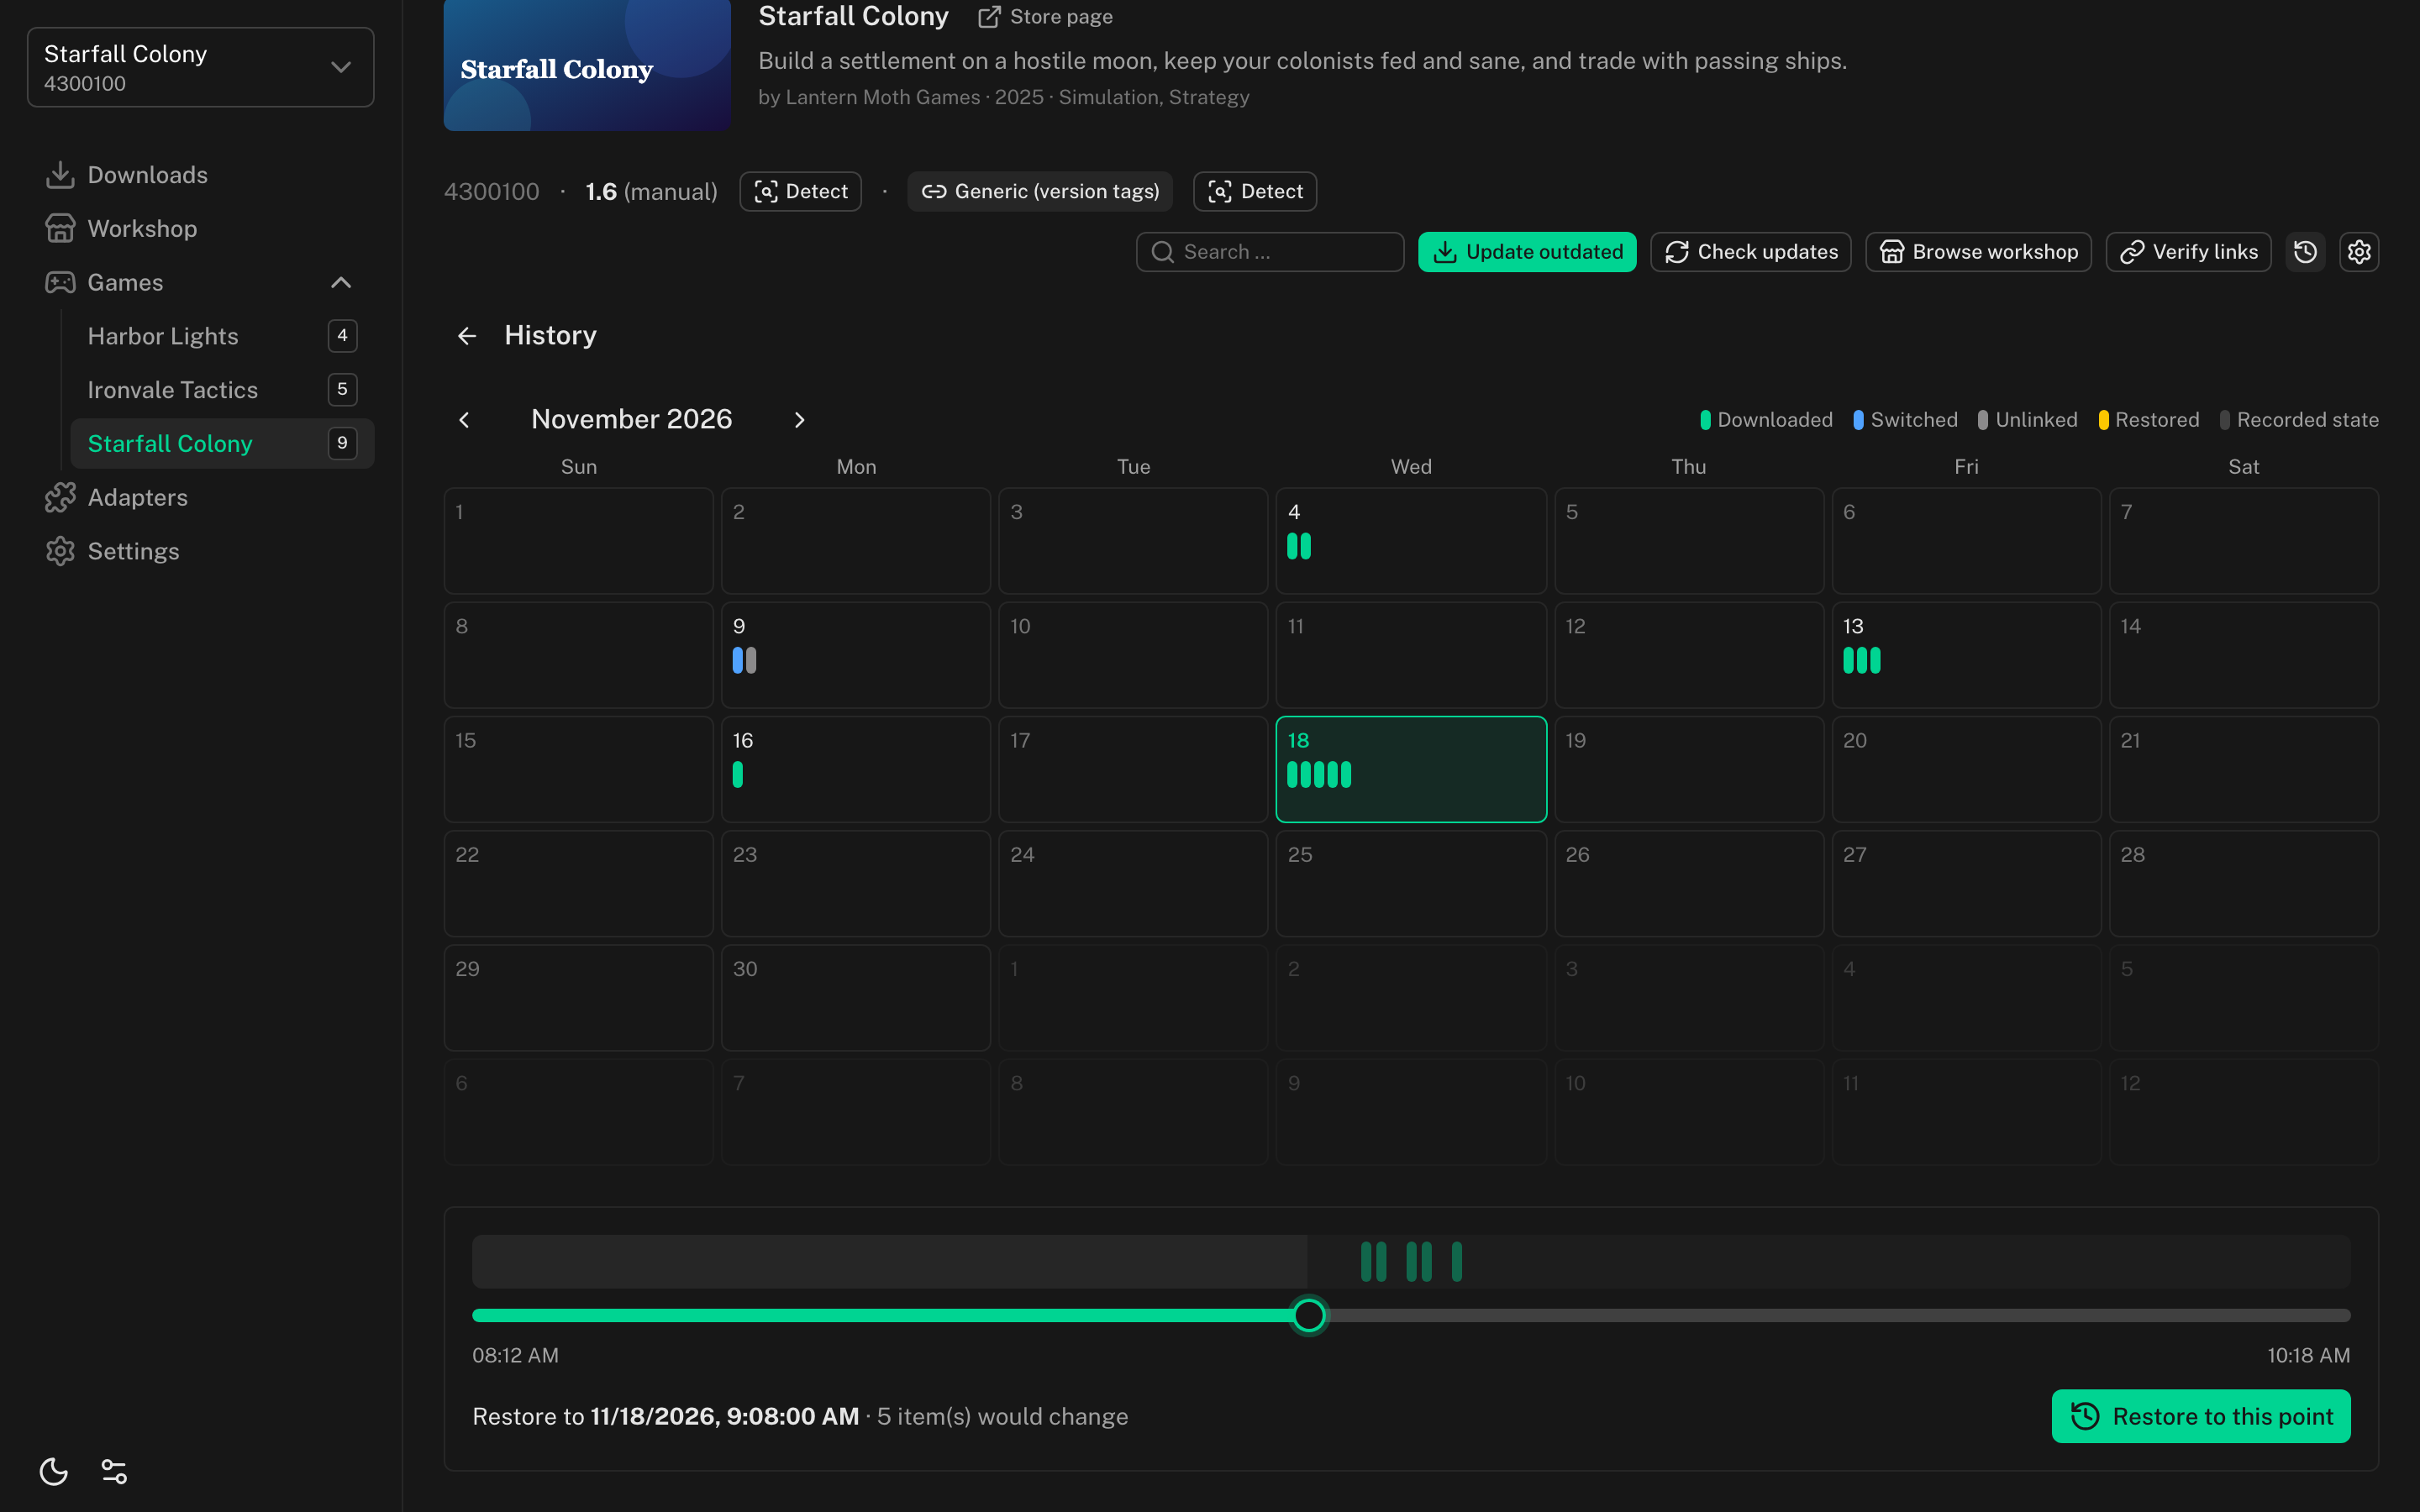 Starfall Colony
4300100
Downloads
Workshop
Games
Harbor Lights 4
Ironvale Tactics 5
Starfall Colony 9
Adapters
Settings
Starfall Colony
Starfall Colony Store page
Build a settlement on a hostile moon, keep your colonists fed and sane, and trade with passing ships.
by Lantern Moth Games · 2025 · Simulation, Strategy
4300100 · 1.6 (manual) Detect · Generic (version tags) Detect
Search ... Update outdated Check updates Browse workshop Verify links
History
November 2026
Downloaded Switched Unlinked Restored Recorded state
Sun Mon Tue Wed Thu Fri Sat
1 2 3 4 5 6 7
8 9 10 11 12 13 14
15 16 17 18 19 20 21
22 23 24 25 26 27 28
29 30 1 2 3 4 5
6 7 8 9 10 11 12
08:12 AM 10:18 AM
Restore to 11/18/2026, 9:08:00 AM · 5 item(s) would change Restore to this point